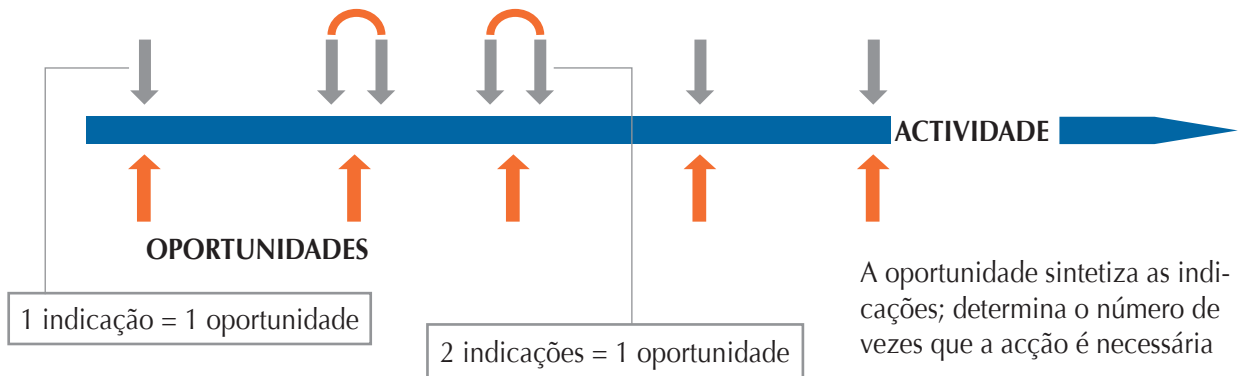 ACTIVIDADE
OPORTUNIDADES
1 indicação = 1 oportunidade
2 indicações = 1 oportunidade
A oportunidade sintetiza as indi-
cações; determina o número de
vezes que a acção é necessária